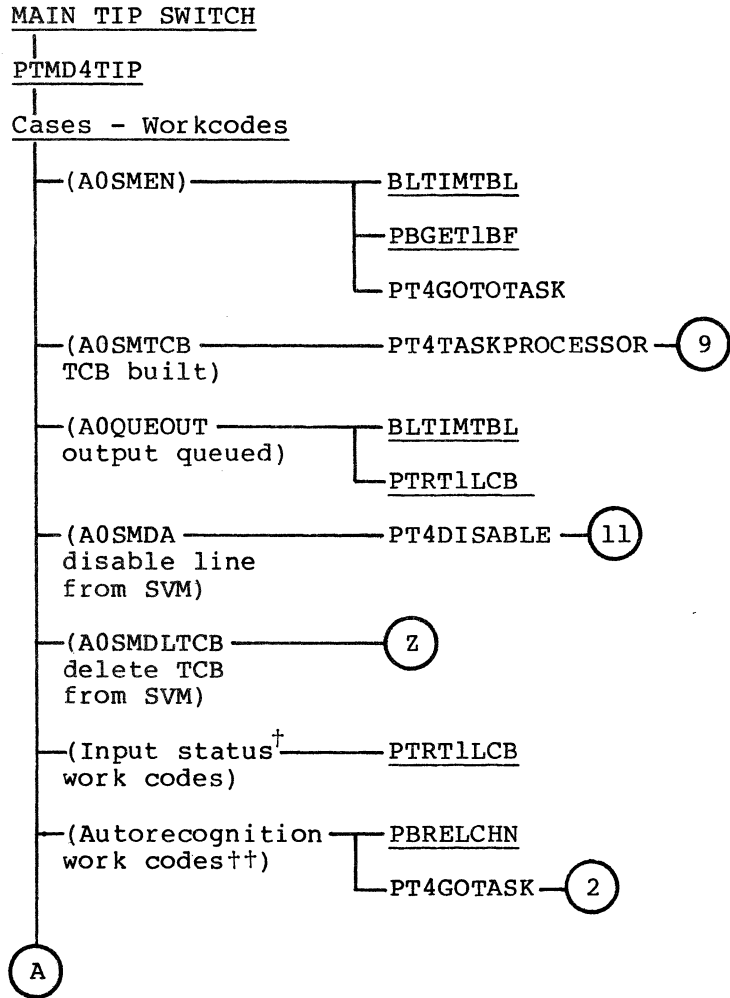 MAIN TIP SWITCH
PTMD4TIP
Cases - Workcodes
(A0SMEN) BLTIMTBL
PBGET1BF
PT4GOTOTASK
(A0SMTCB PT4TASKPROCESSOR 9
TCB built)
(A0QUEOUT BLTIMTBL
output queued) PTRT1LCB
(A0SMDA PT4DISABLE 11
disable line
from SVM)
(A0SMDLTCB Z
delete TCB
from SVM)
(Input status† PTRT1LCB
work codes)
(Autorecognition PBRELCHN
work codes††) PT4GOTASK 2
A